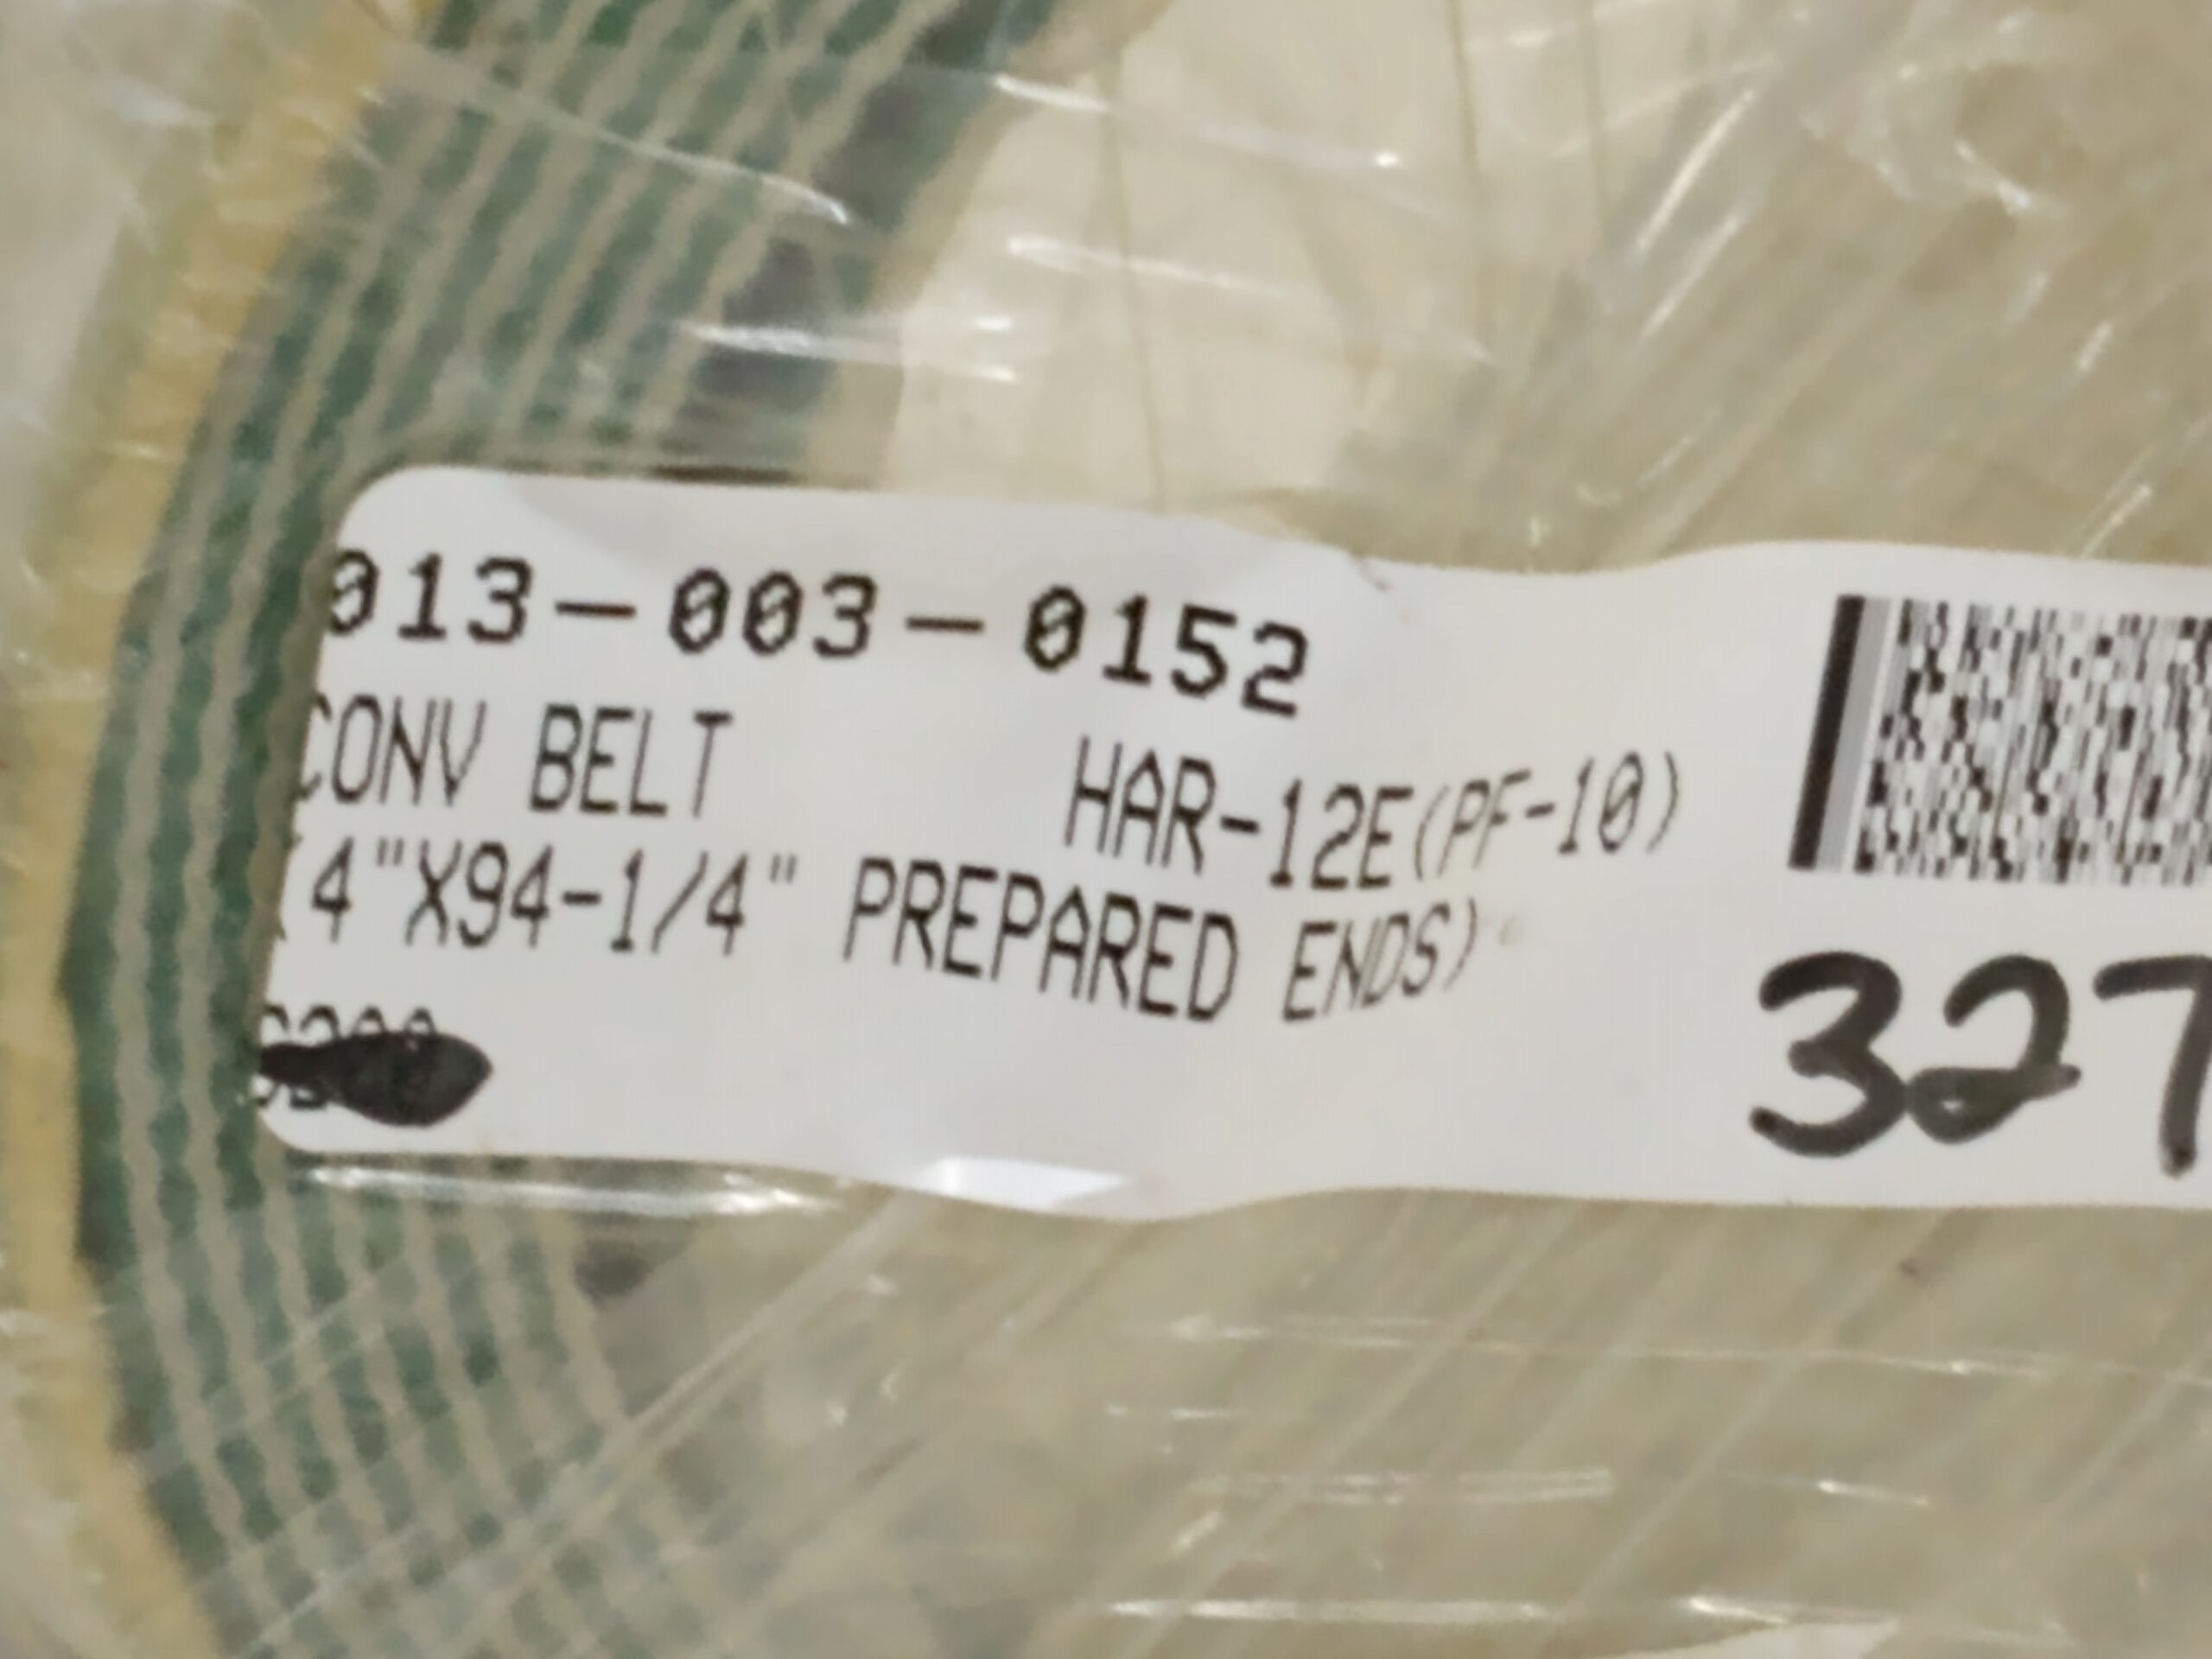 013-003-0152
CONV BELT HAR-12E(PF-10)
(4"X94-1/4" PREPARED ENDS)
327